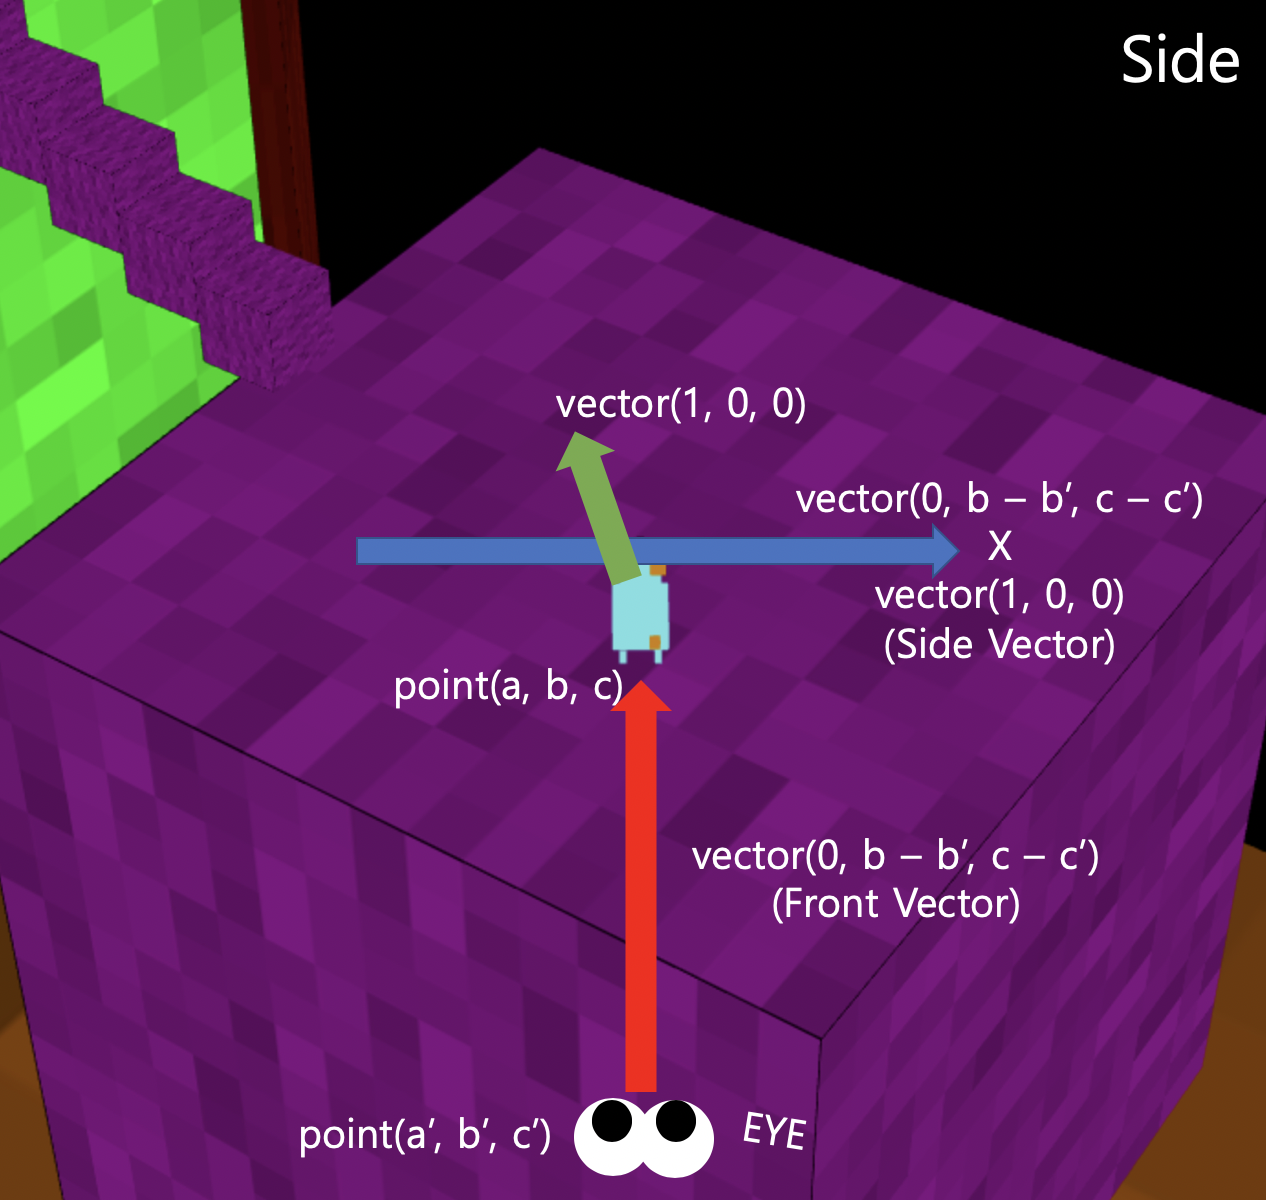 Side
vector(1, 0, 0)
vector(0, b – b’, c – c’)
X
vector(1, 0, 0)
(Side Vector)
point(a, b, c)
vector(0, b – b’, c – c’)
(Front Vector)
point(a’, b’, c’)
EYE